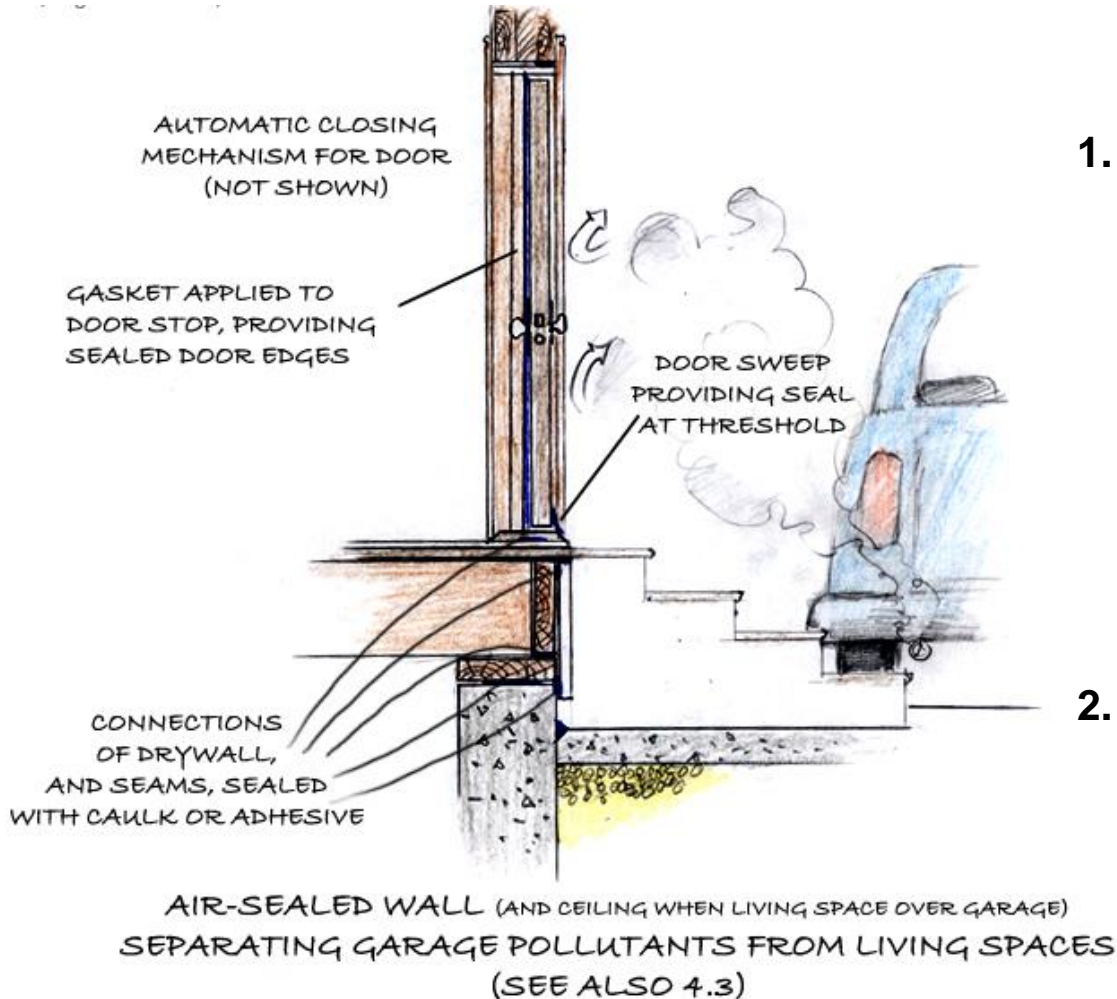 AUTOMATIC CLOSING
MECHANISM FOR DOOR
(NOT SHOWN)
1.
GASKET APPLIED TO
DOOR STOP, PROVIDING
SEALED DOOR EDGES
DOOR SWEEP
PROVIDING SEAL
AT THRESHOLD
2.
CONNECTIONS
OF DRYWALL,
AND SEAMS, SEALED
WITH CAULK OR ADHESIVE
AIR-SEALED WALL (AND CEILING WHEN LIVING SPACE OVER GARAGE)
SEPARATING GARAGE POLLUTANTS FROM LIVING SPACES
(SEE ALSO 4.3)